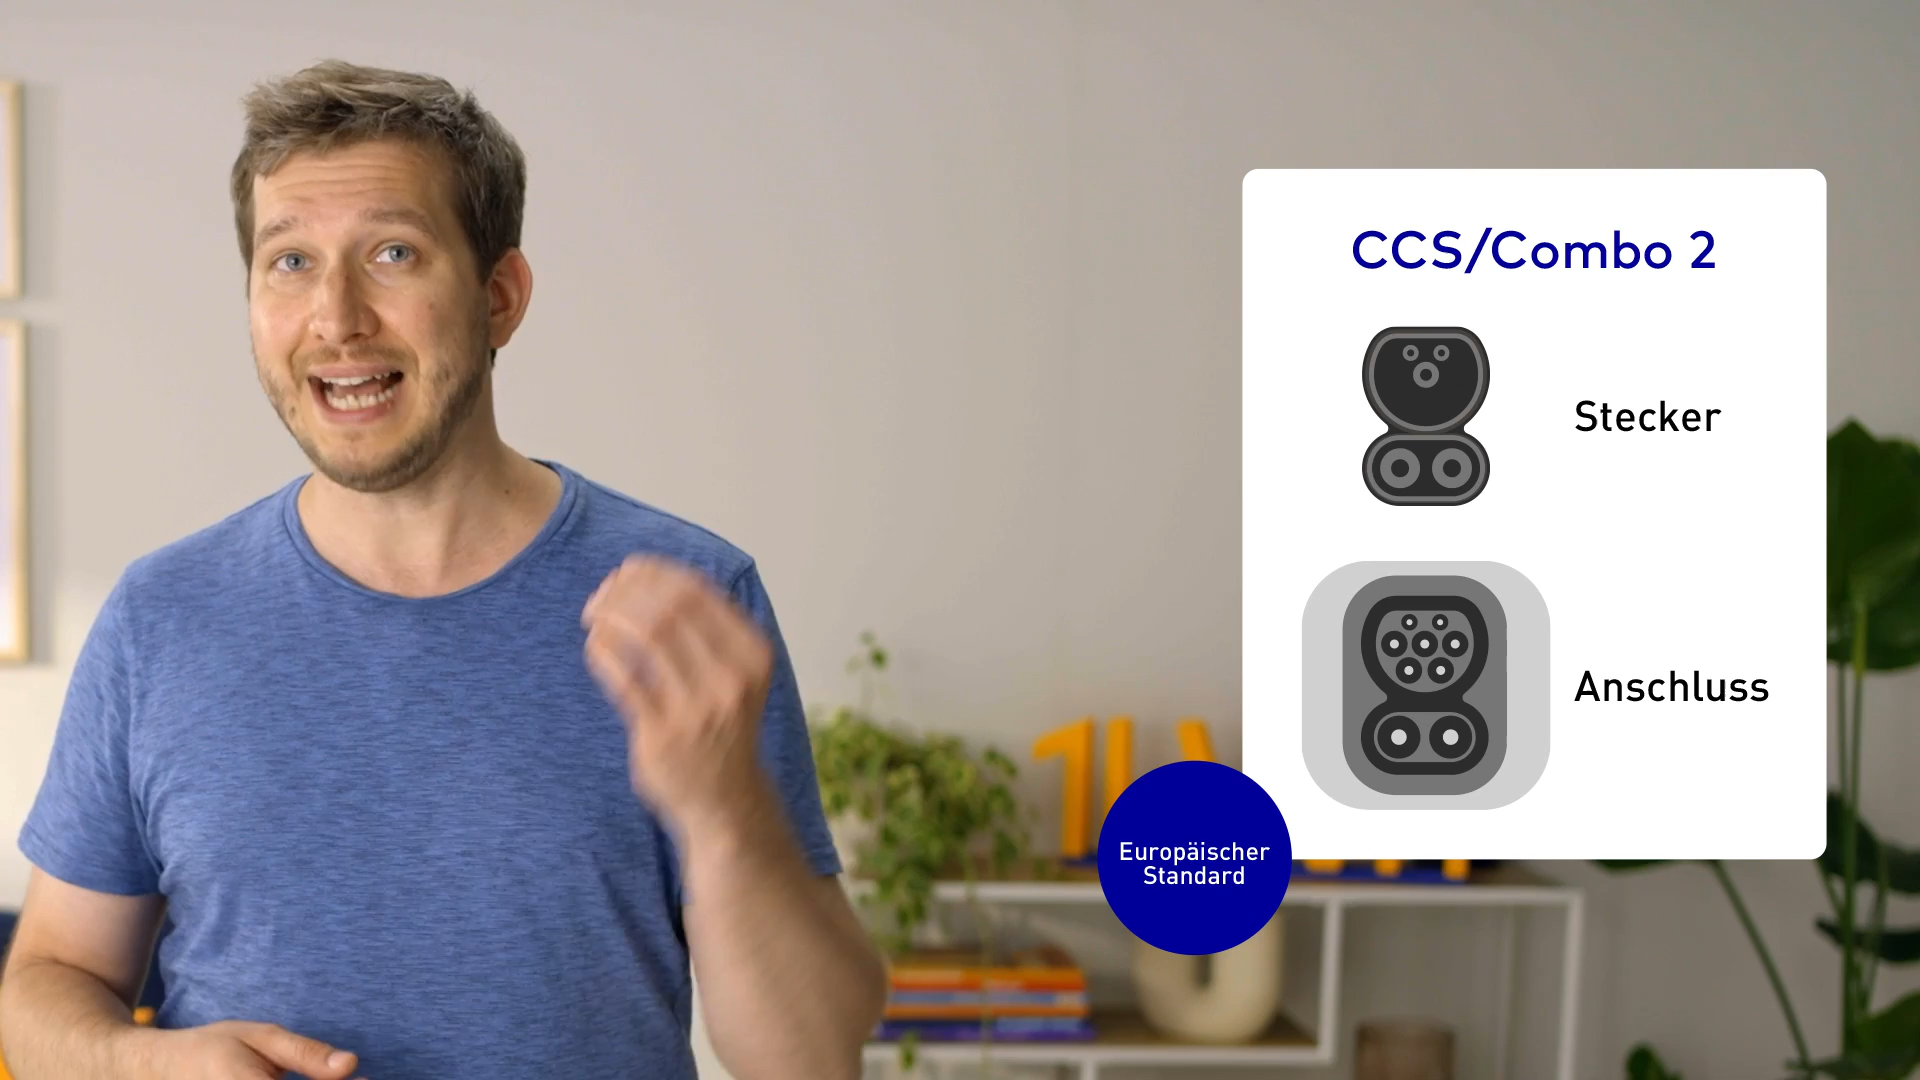 CCS/Combo 2
Stecker
Anschluss
Europäischer
Standard